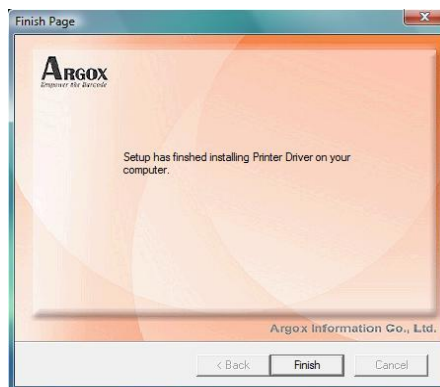 Finish Page
ARGOX
Empower the Barcode
Setup has finshed installing Printer Driver on your
computer.
Argox Information Co., Ltd.
< Back
Finish
Cancel